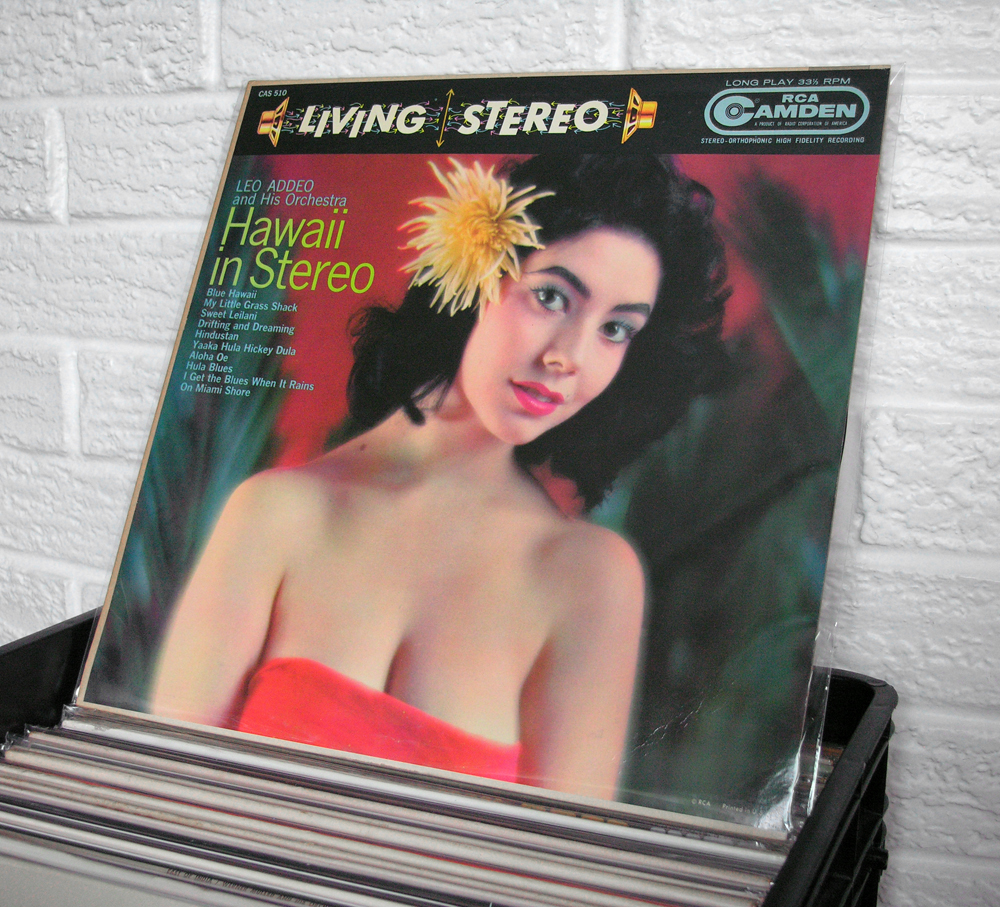 CAS 510
LIVING STEREO
LONG PLAY 33⅓ RPM
RCA
CAMDEN
A PRODUCT OF RADIO CORPORATION OF AMERICA
STEREO-ORTHOPHONIC HIGH FIDELITY RECORDING
LEO ADDEO
and His Orchestra
Hawaii
in Stereo
Blue Hawaii
My Little Grass Shack
Sweet Leilani
Drifting and Dreaming
Hindustan
Yaaka Hula Hickey Dula
Aloha Oe
Hula Blues
I Get the Blues When It Rains
On Miami Shore
© RCA Printed in